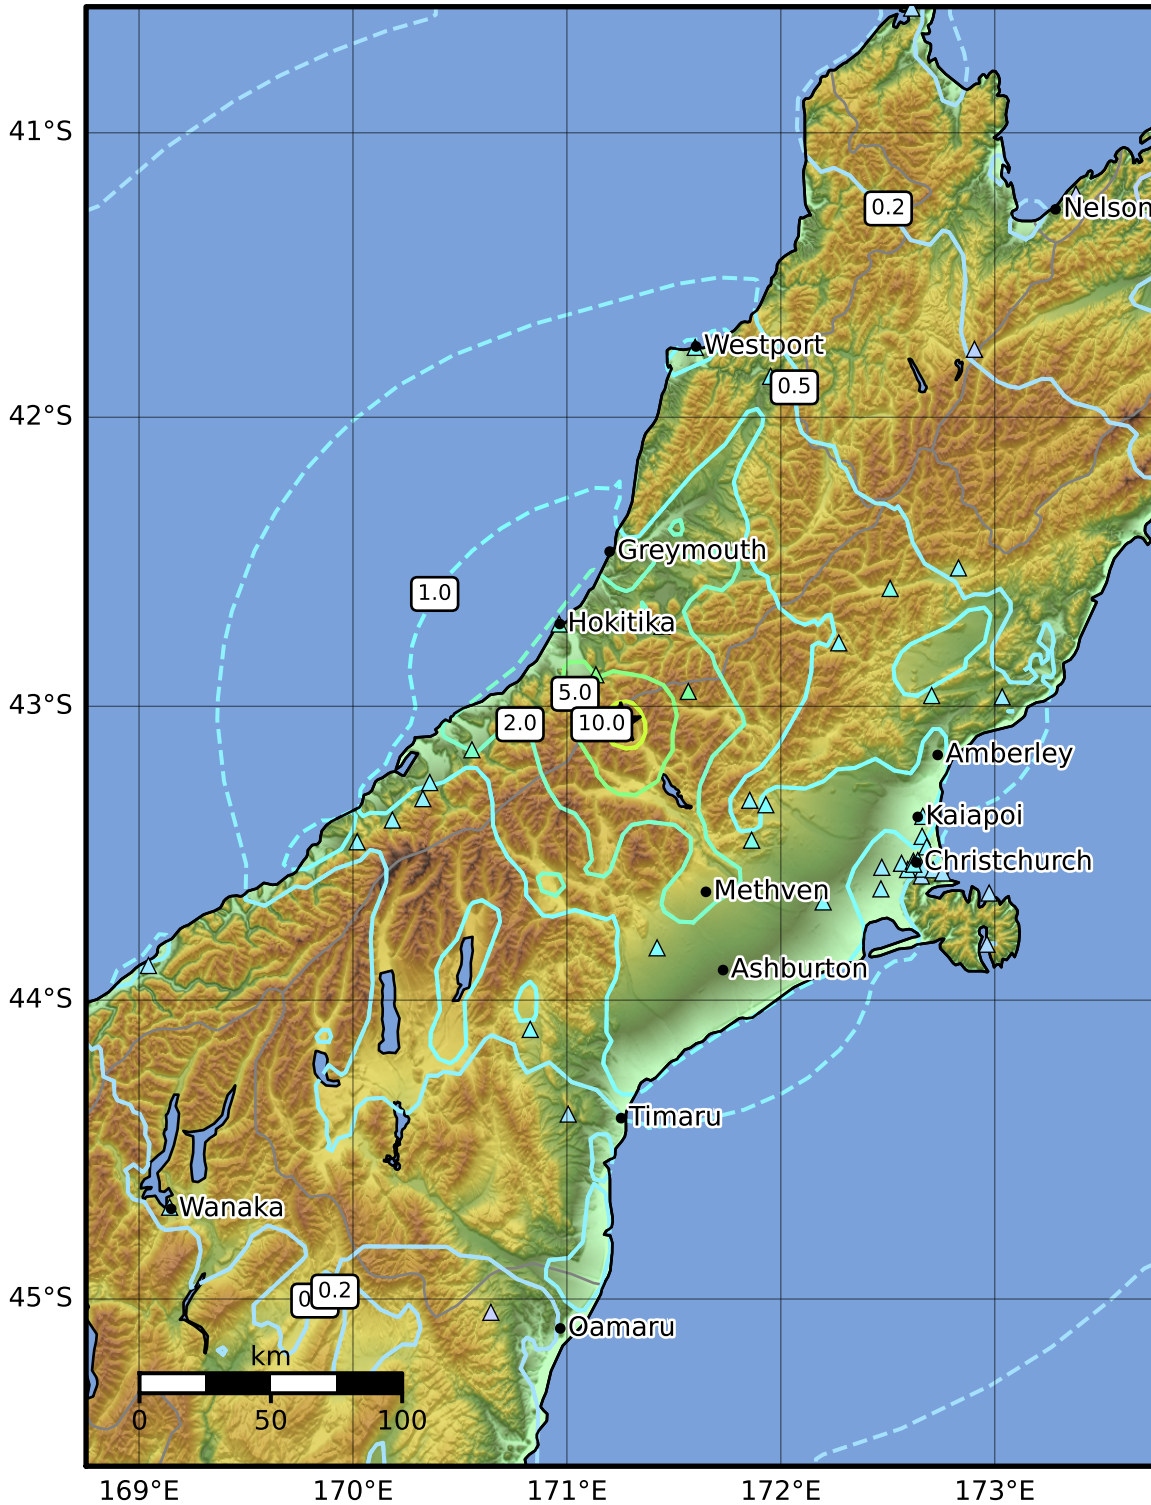 41°S
0.2
Nelson
Westport
0.5
42°S
Greymouth
1.0
Hokitika
5.0
43°S
2.0
10.0
Amberley
Kaiapoi
Christchurch
Methven
Ashburton
44°S
Timaru
Wanaka
0.2
45°S
Oamaru
km
0 50 100
169°E 170°E 171°E 172°E 173°E